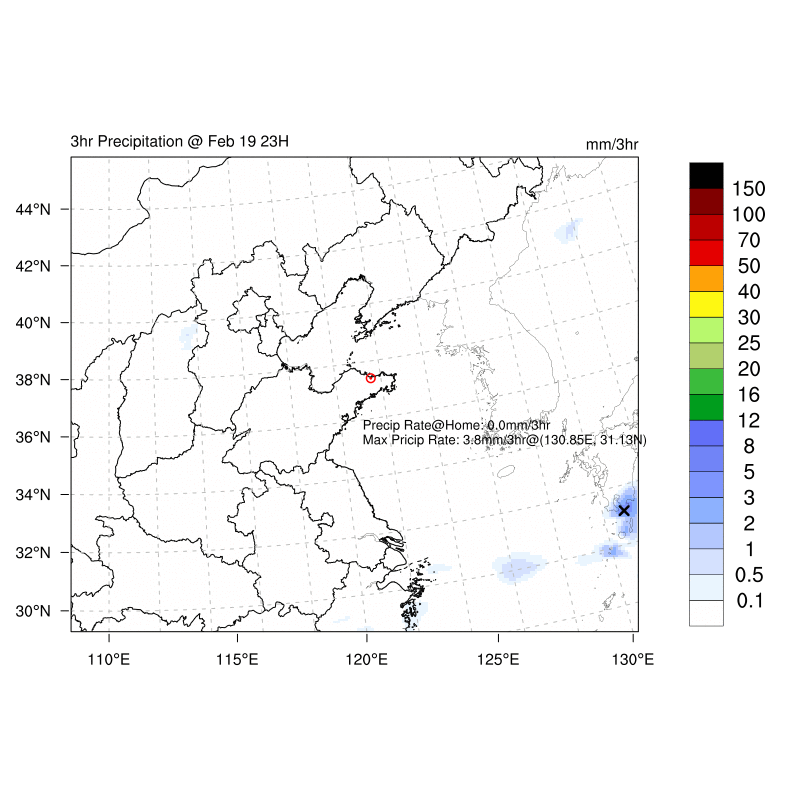 3hr Precipitation @ Feb 19 23H
mm/3hr
44°N
42°N
40°N
38°N
36°N
34°N
32°N
30°N
Precip Rate@Home: 0.0mm/3hr
Max Pricip Rate: 3.8mm/3hr@(130.85E, 31.13N)
110°E
115°E
120°E
125°E
130°E
150
100
70
50
40
30
25
20
16
12
8
5
3
2
1
0.5
0.1